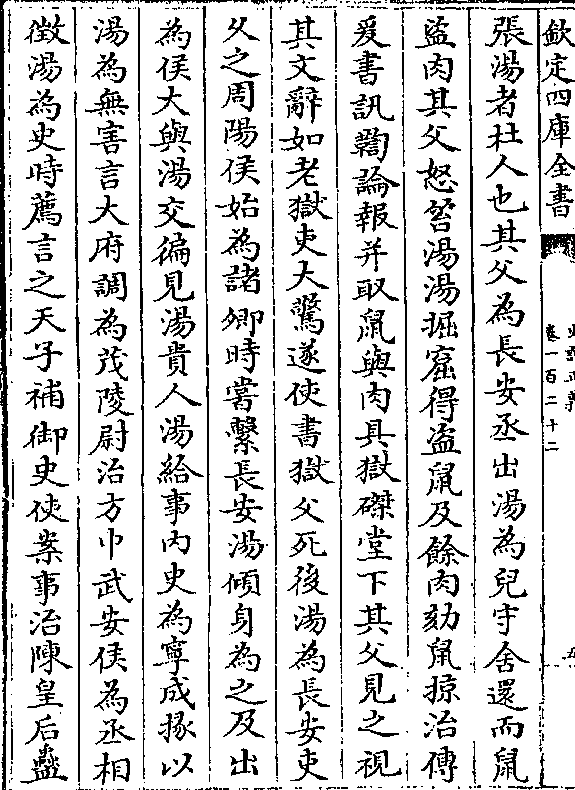 欽定四庫全書
卷一百二十二
張湯者杜人也其父為長安丞出湯為兒守舍還而鼠
盜肉其父怒笞湯湯掘窟得盜鼠及餘肉劾鼠掠治傳
爰書訊鞫論報并取鼠與肉具獄磔堂下其父見之視
其文辭如老獄吏大驚遂使書獄父死後湯為長安吏
久之周陽侯始為諸卿時嘗繫長安湯傾身為之及出
為侯大與湯交徧見湯貴人湯給事內史為寧成掾以
湯為無害言大府調為茂陵尉治方中武安侯為丞相
徵湯為史時薦言之天子補御史使案事治陳皇后蠱